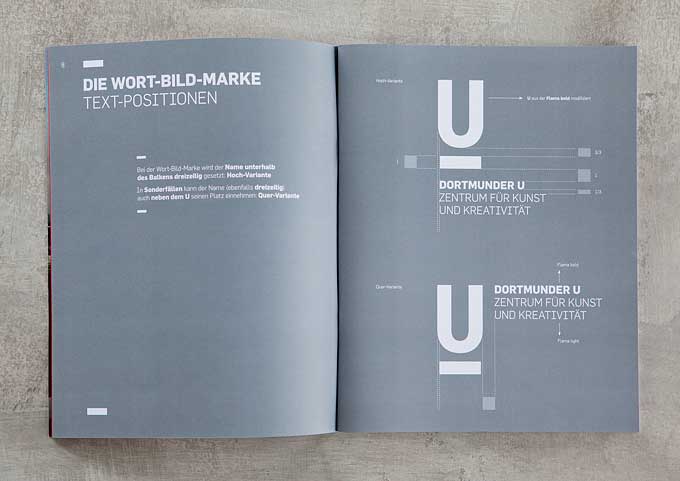 DIE WORT-BILD-MARKE
TEXT-POSITIONEN
Bei der Wort-Bild-Marke wird der Name unterhalb
des Balkens dreizeilig gesetzt: Hoch-Variante
In Sonderfällen kann der Name (ebenfalls dreizeilig)
auch neben dem U seinen Platz einnehmen: Quer-Variante
Hoch-Variante
U
U aus der Flama bold modifiziert
1/3
1
1
1/3
DORTMUNDER U
ZENTRUM FÜR KUNST
UND KREATIVITÄT
Quer-Variante
U
Flama bold
DORTMUNDER U
ZENTRUM FÜR KUNST
UND KREATIVITÄT
Flama light